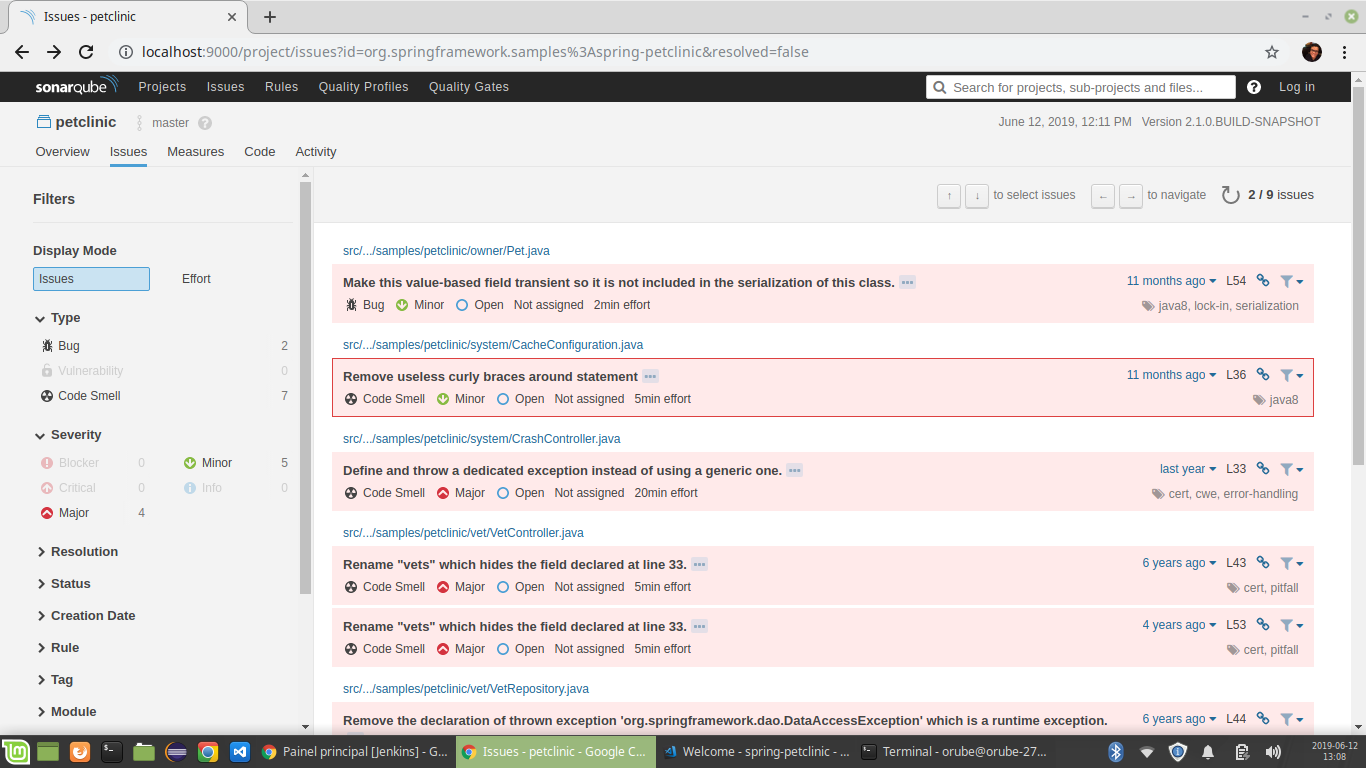 Issues - petclinic
localhost:9000/project/issues?id=org.springframework.samples%3Aspring-petclinic&resolved=false
sonarqube Projects Issues Rules Quality Profiles Quality Gates Search for projects, sub-projects and files... ? Log in
petclinic master ? June 12, 2019, 12:11 PM Version 2.1.0.BUILD-SNAPSHOT
Overview Issues Measures Code Activity
Filters
Display Mode
Issues Effort
Type
Bug 2
Vulnerability 0
Code Smell 7
Severity
Blocker 0 Minor 5
Critical 0 Info 0
Major 4
Resolution
Status
Creation Date
Rule
Tag
Module
↑ ↓ to select issues ← → to navigate 2 / 9 issues
src/.../samples/petclinic/owner/Pet.java
Make this value-based field transient so it is not included in the serialization of this class. ... 11 months ago L54
Bug Minor Open Not assigned 2min effort java8, lock-in, serialization
src/.../samples/petclinic/system/CacheConfiguration.java
Remove useless curly braces around statement ... 11 months ago L36
Code Smell Minor Open Not assigned 5min effort java8
src/.../samples/petclinic/system/CrashController.java
Define and throw a dedicated exception instead of using a generic one. ... last year L33
Code Smell Major Open Not assigned 20min effort cert, cwe, error-handling
src/.../samples/petclinic/vet/VetController.java
Rename "vets" which hides the field declared at line 33. ... 6 years ago L43
Code Smell Major Open Not assigned 5min effort cert, pitfall
Rename "vets" which hides the field declared at line 33. ... 4 years ago L53
Code Smell Major Open Not assigned 5min effort cert, pitfall
src/.../samples/petclinic/vet/VetRepository.java
Remove the declaration of thrown exception 'org.springframework.dao.DataAccessException' which is a runtime exception. 6 years ago L44
Painel principal [Jenkins] - G... Issues - petclinic - Google C... Welcome - spring-petclinic - ... Terminal - orube@orube-27... 2019-06-12
13:08